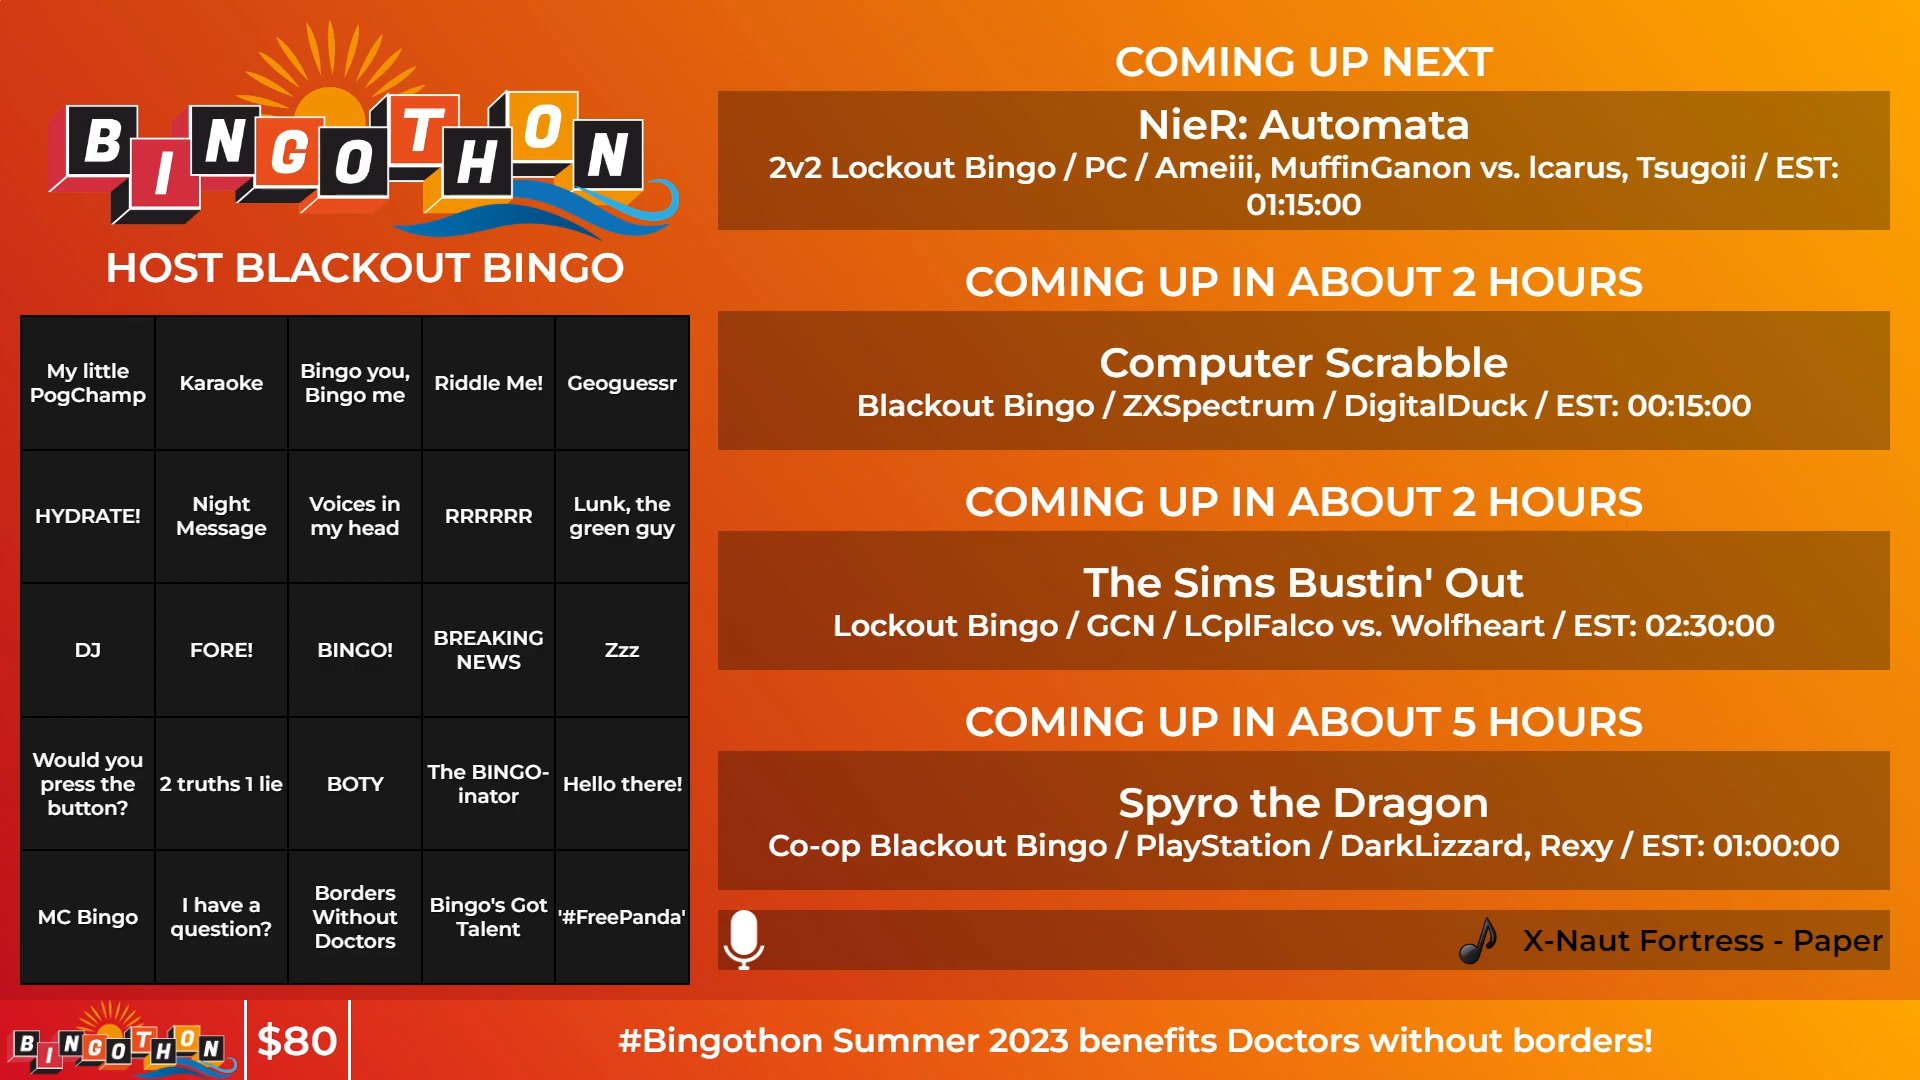 BINGOTHON
HOST BLACKOUT BINGO
My little
PogChamp
Karaoke
Bingo you,
Bingo me
Riddle Me!
Geoguessr
HYDRATE!
Night
Message
Voices in
my head
RRRRRR
Lunk, the
green guy
DJ
FORE!
BINGO!
BREAKING
NEWS
Zzz
Would you
press the
button?
2 truths 1 lie
BOTY
The BINGO-
inator
Hello there!
MC Bingo
I have a
question?
Borders
Without
Doctors
Bingo's Got
Talent
'#FreePanda'
COMING UP NEXT
NieR: Automata
2v2 Lockout Bingo / PC / Ameiii, MuffinGanon vs. lcarus, Tsugoii / EST:
01:15:00
COMING UP IN ABOUT 2 HOURS
Computer Scrabble
Blackout Bingo / ZXSpectrum / DigitalDuck / EST: 00:15:00
COMING UP IN ABOUT 2 HOURS
The Sims Bustin' Out
Lockout Bingo / GCN / LCplFalco vs. Wolfheart / EST: 02:30:00
COMING UP IN ABOUT 5 HOURS
Spyro the Dragon
Co-op Blackout Bingo / PlayStation / DarkLizzard, Rexy / EST: 01:00:00
X-Naut Fortress - Paper
BINGOTHON
$80
#Bingothon Summer 2023 benefits Doctors without borders!